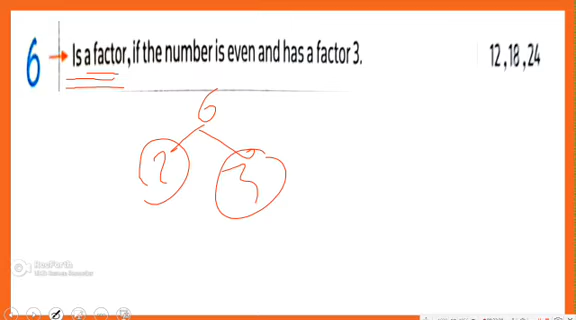 6 Is a factor, if the number is even and has a factor 3. 12,18,24
6
2 3